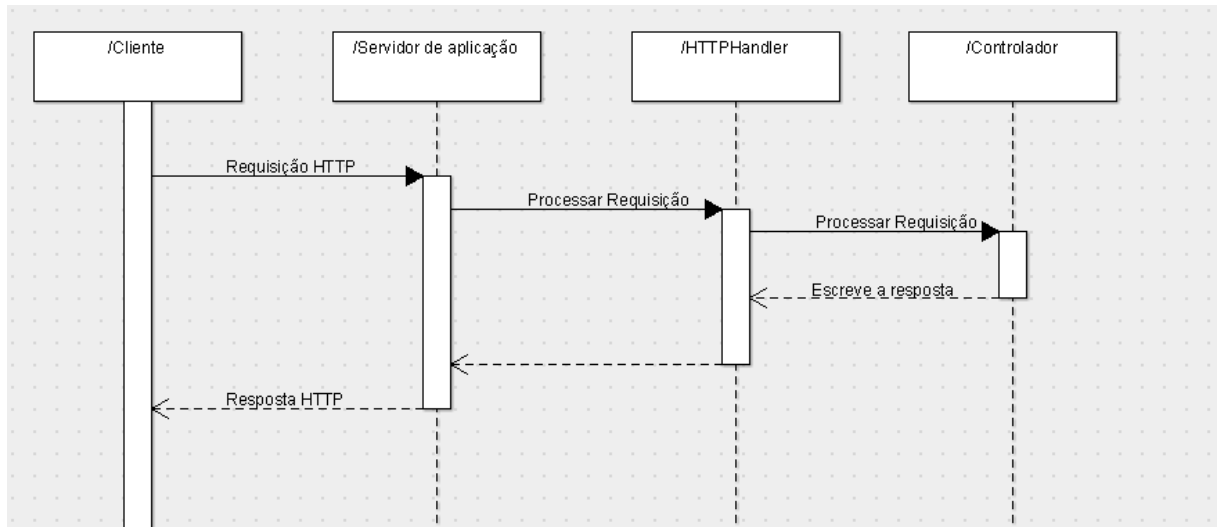 /Cliente
/Servidor de aplicação
/HTTPHandler
/Controlador
Requisição HTTP
Processar Requisição
Processar Requisição
Escreve a resposta
Resposta HTTP